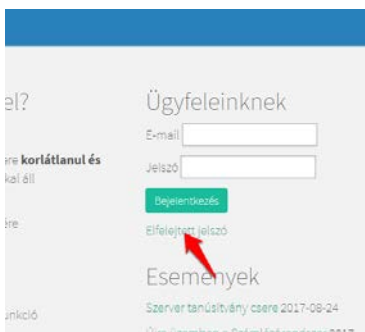 el?
Ügyfeleinknek
E-mail
ere korlátlanul és
kal áll
Jelszó
Bejelentkezés
ére
Elfelejtett jelszó
Események
Szerver tanúsítvány csere 2017-08-24
unkció